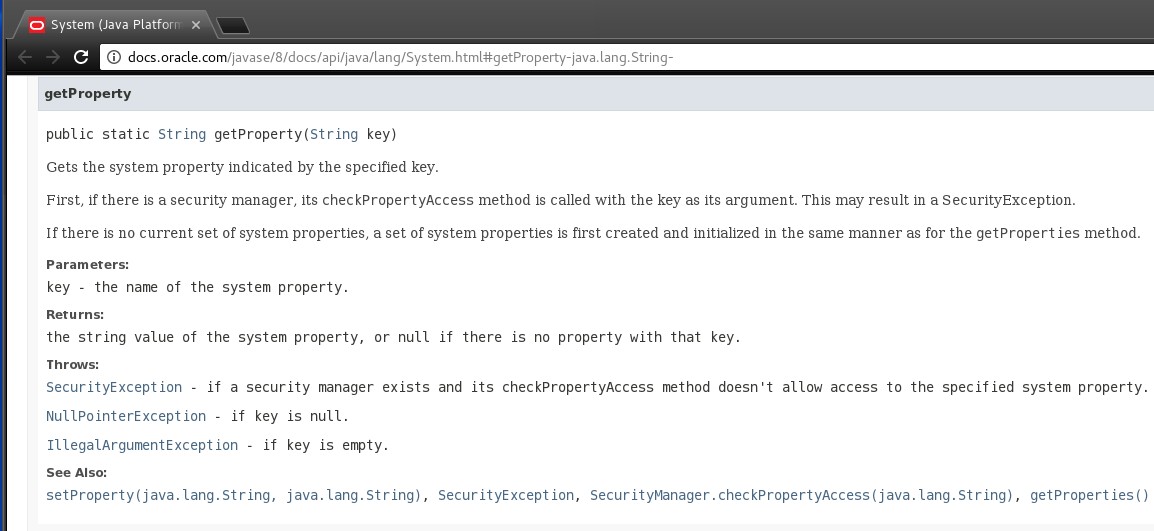 System (Java Platform
docs.oracle.com/javase/8/docs/api/java/lang/System.html#getProperty-java.lang.String-
getProperty
public static String getProperty(String key)
Gets the system property indicated by the specified key.
First, if there is a security manager, its checkPropertyAccess method is called with the key as its argument. This may result in a SecurityException.
If there is no current set of system properties, a set of system properties is first created and initialized in the same manner as for the getProperties method.
Parameters:
key - the name of the system property.
Returns:
the string value of the system property, or null if there is no property with that key.
Throws:
SecurityException - if a security manager exists and its checkPropertyAccess method doesn't allow access to the specified system property.
NullPointerException - if key is null.
IllegalArgumentException - if key is empty.
See Also:
setProperty(java.lang.String, java.lang.String), SecurityException, SecurityManager.checkPropertyAccess(java.lang.String), getProperties()